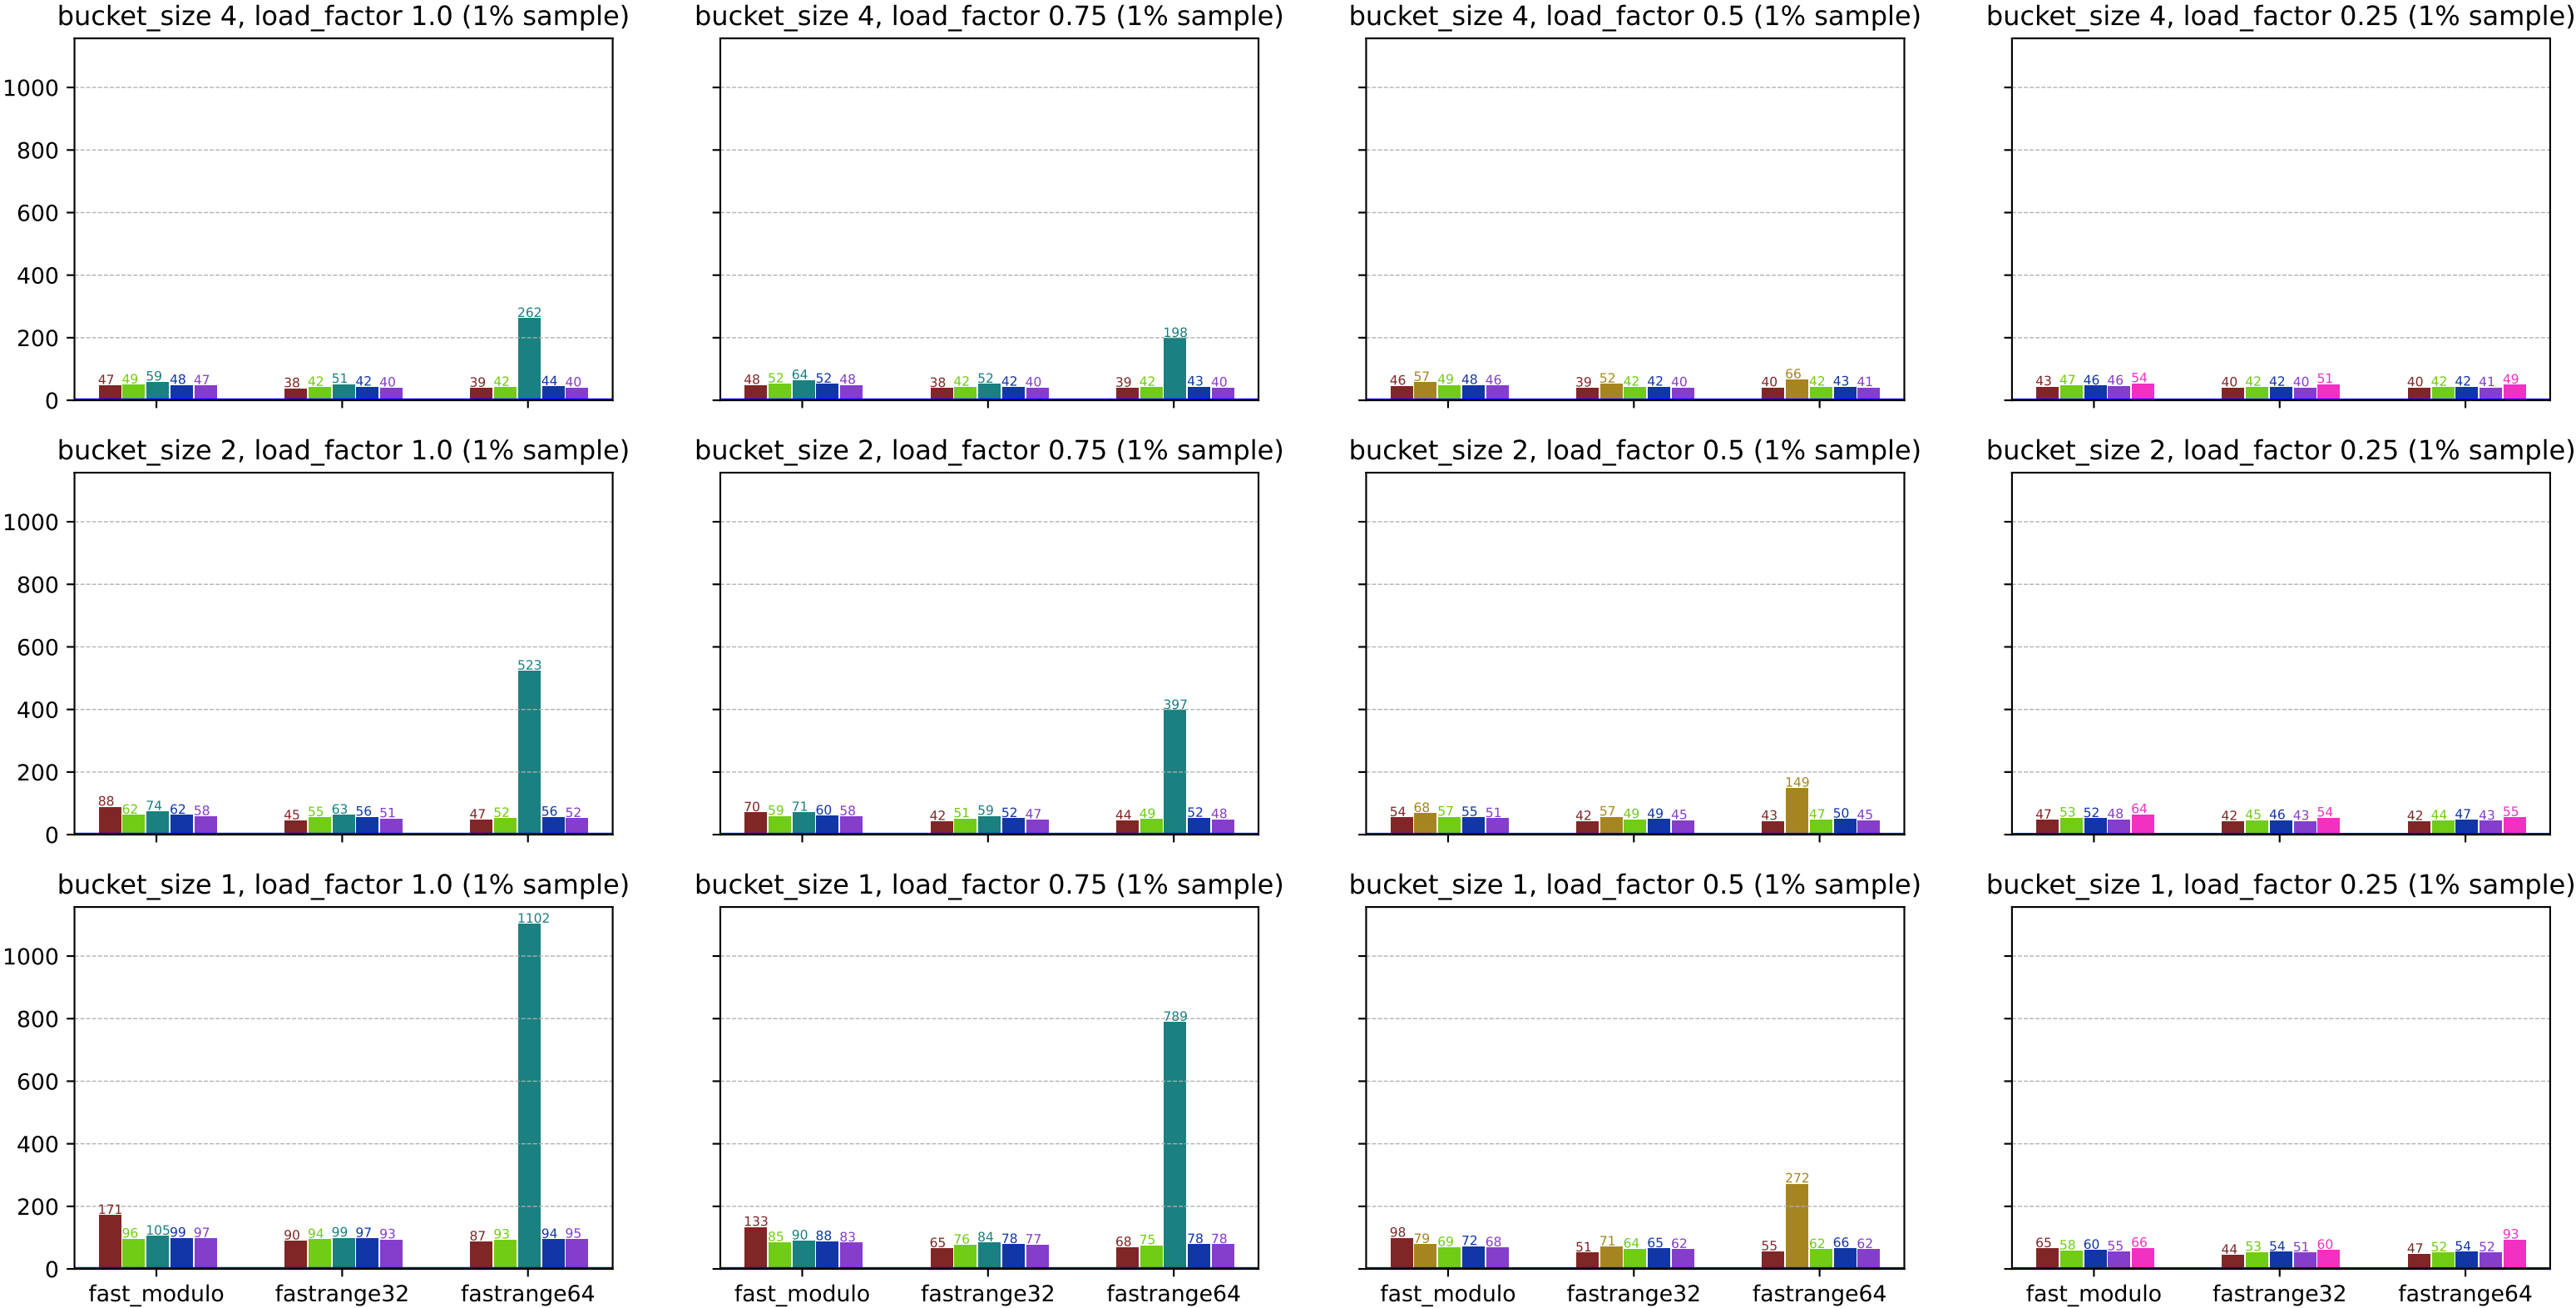 bucket_size 4, load_factor 1.0 (1% sample)
bucket_size 4, load_factor 0.75 (1% sample)
bucket_size 4, load_factor 0.5 (1% sample)
bucket_size 4, load_factor 0.25 (1% sample)
1000
800
600
400
200
0
47 49 59 48 47 38 42 51 42 40 39 42 262 44 40
48 52 64 52 48 38 42 52 42 40 39 42 198 43 40
46 57 49 48 46 39 52 42 42 40 40 66 42 43 41
43 47 46 46 54 40 42 42 40 51 40 42 42 41 49
bucket_size 2, load_factor 1.0 (1% sample)
bucket_size 2, load_factor 0.75 (1% sample)
bucket_size 2, load_factor 0.5 (1% sample)
bucket_size 2, load_factor 0.25 (1% sample)
1000
800
600
400
200
0
88 62 74 62 58 45 55 63 56 51 47 52 523 56 52
70 59 71 60 58 42 51 59 52 47 44 49 397 52 48
54 68 57 55 51 42 57 49 49 45 43 149 47 50 45
47 53 52 48 64 42 45 46 43 54 42 44 47 43 55
bucket_size 1, load_factor 1.0 (1% sample)
bucket_size 1, load_factor 0.75 (1% sample)
bucket_size 1, load_factor 0.5 (1% sample)
bucket_size 1, load_factor 0.25 (1% sample)
1000
800
600
400
200
0
171 96 105 99 97 90 94 99 97 93 87 93 1102 94 95
133 85 90 88 83 65 76 84 78 77 68 75 789 78 78
98 79 69 72 68 51 71 64 65 62 55 272 62 66 62
65 58 60 55 66 44 53 54 51 60 47 52 54 52 93
fast_modulo fastrange32 fastrange64
fast_modulo fastrange32 fastrange64
fast_modulo fastrange32 fastrange64
fast_modulo fastrange32 fastrange64